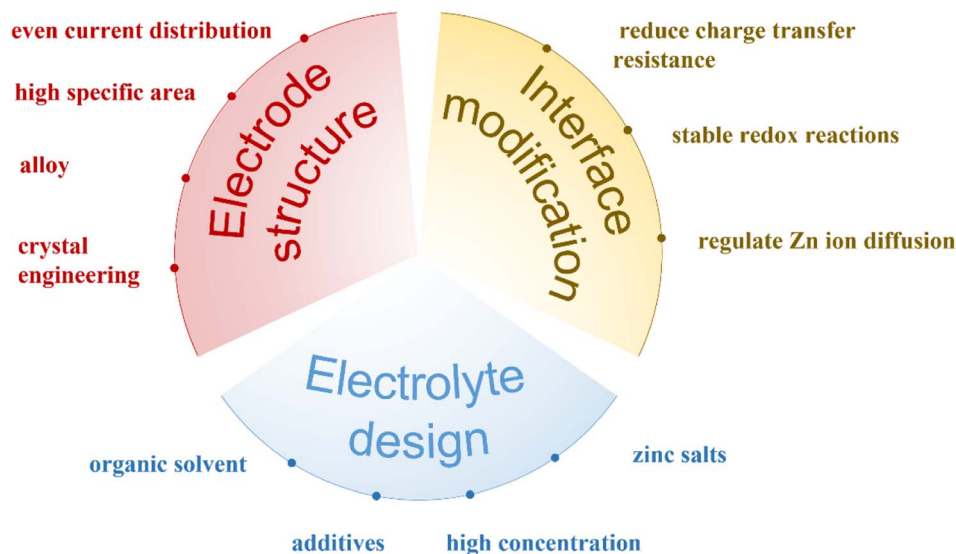 even current distribution
high specific area
alloy
crystal
engineering
Electrode
structure
Interface
modification
reduce charge transfer
resistance
stable redox reactions
regulate Zn ion diffusion
Electrolyte
design
organic solvent
additives
high concentration
zinc salts